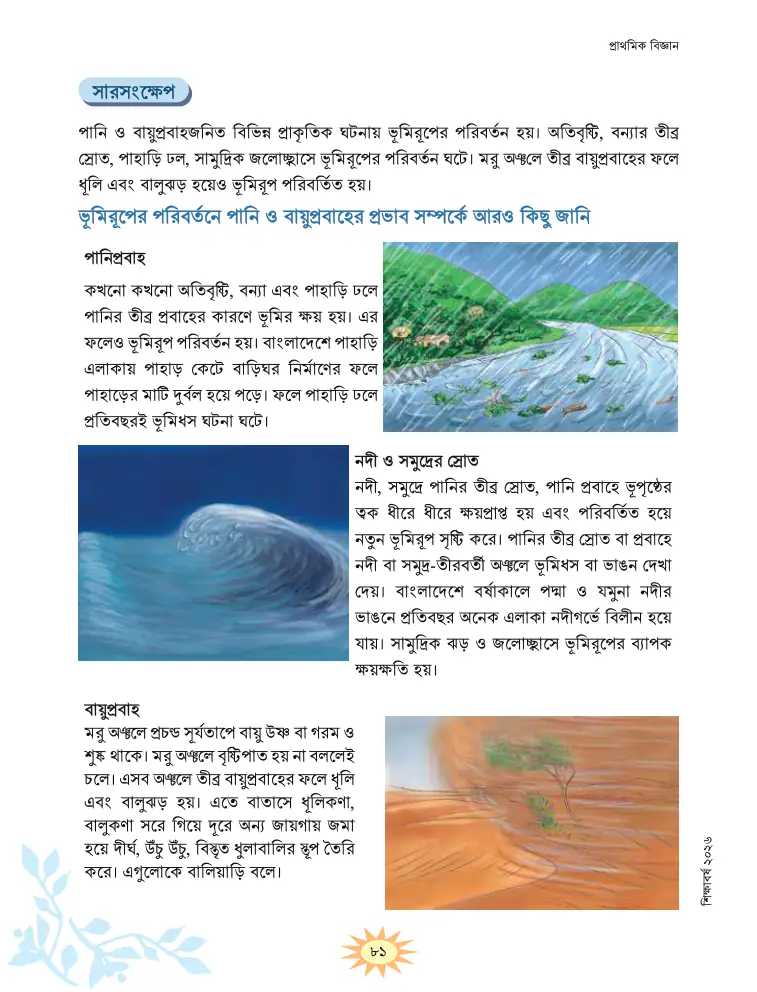 প্রাথমিক বিজ্ঞান
সারসংক্ষেপ
পানি ও বায়ুপ্রবাহজনিত বিভিন্ন প্রাকৃতিক ঘটনায় ভূমিরূপের পরিবর্তন হয়। অতিবৃষ্টি, বন্যার তীব্র
স্রোত, পাহাড়ি ঢল, সামুদ্রিক জলোচ্ছ্বাসে ভূমিরূপের পরিবর্তন ঘটে। মরু অঞ্চলে তীব্র বায়ুপ্রবাহের ফলে
ধূলি এবং বালুঝড় হয়েও ভূমিরূপ পরিবর্তিত হয়।
ভূমিরূপের পরিবর্তনে পানি ও বায়ুপ্রবাহের প্রভাব সম্পর্কে আরও কিছু জানি
পানিপ্রবাহ
কখনো কখনো অতিবৃষ্টি, বন্যা এবং পাহাড়ি ঢলে
পানির তীব্র প্রবাহের কারণে ভূমির ক্ষয় হয়। এর
ফলেও ভূমিরূপ পরিবর্তন হয়। বাংলাদেশে পাহাড়ি
এলাকায় পাহাড় কেটে বাড়িঘর নির্মাণের ফলে
পাহাড়ের মাটি দুর্বল হয়ে পড়ে। ফলে পাহাড়ি ঢলে
প্রতিবছরই ভূমিধস ঘটনা ঘটে।
নদী ও সমুদ্রের স্রোত
নদী, সমুদ্রে পানির তীব্র স্রোত, পানি প্রবাহে ভূপৃষ্ঠের
ত্বক ধীরে ধীরে ক্ষয়প্রাপ্ত হয় এবং পরিবর্তিত হয়ে
নতুন ভূমিরূপ সৃষ্টি করে। পানির তীব্র স্রোত বা প্রবাহে
নদী বা সমুদ্র-তীরবর্তী অঞ্চলে ভূমিধস বা ভাঙন দেখা
দেয়। বাংলাদেশে বর্ষাকালে পদ্মা ও যমুনা নদীর
ভাঙনে প্রতিবছর অনেক এলাকা নদীগর্ভে বিলীন হয়ে
যায়। সামুদ্রিক ঝড় ও জলোচ্ছ্বাসে ভূমিরূপের ব্যাপক
ক্ষয়ক্ষতি হয়।
বায়ুপ্রবাহ
মরু অঞ্চলে প্রচন্ড সূর্যতাপে বায়ু উষ্ণ বা গরম ও
শুষ্ক থাকে। মরু অঞ্চলে বৃষ্টিপাত হয় না বললেই
চলে। এসব অঞ্চলে তীব্র বায়ুপ্রবাহের ফলে ধূলি
এবং বালুঝড় হয়। এতে বাতাসে ধূলিকণা,
বালুকণা সরে গিয়ে দূরে অন্য জায়গায় জমা
হয়ে দীর্ঘ, উঁচু উঁচু, বিস্তৃত ধুলাবালির স্তূপ তৈরি
করে। এগুলোকে বালিয়াড়ি বলে।
শিক্ষাবর্ষ ২০২৬
৮১